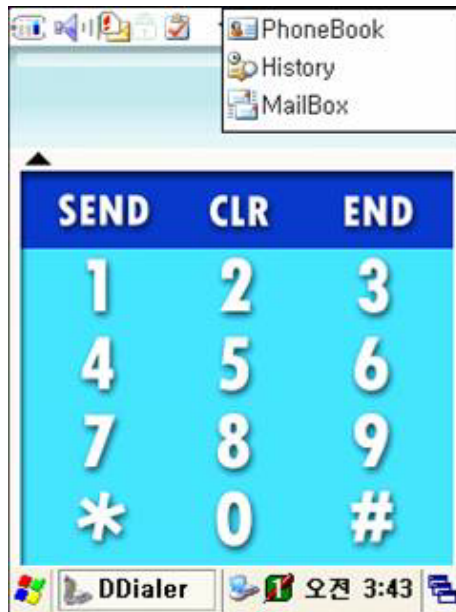 PhoneBook
History
MailBox
SEND CLR END
1 2 3
4 5 6
7 8 9
* 0 #
DDialer 오전 3:43